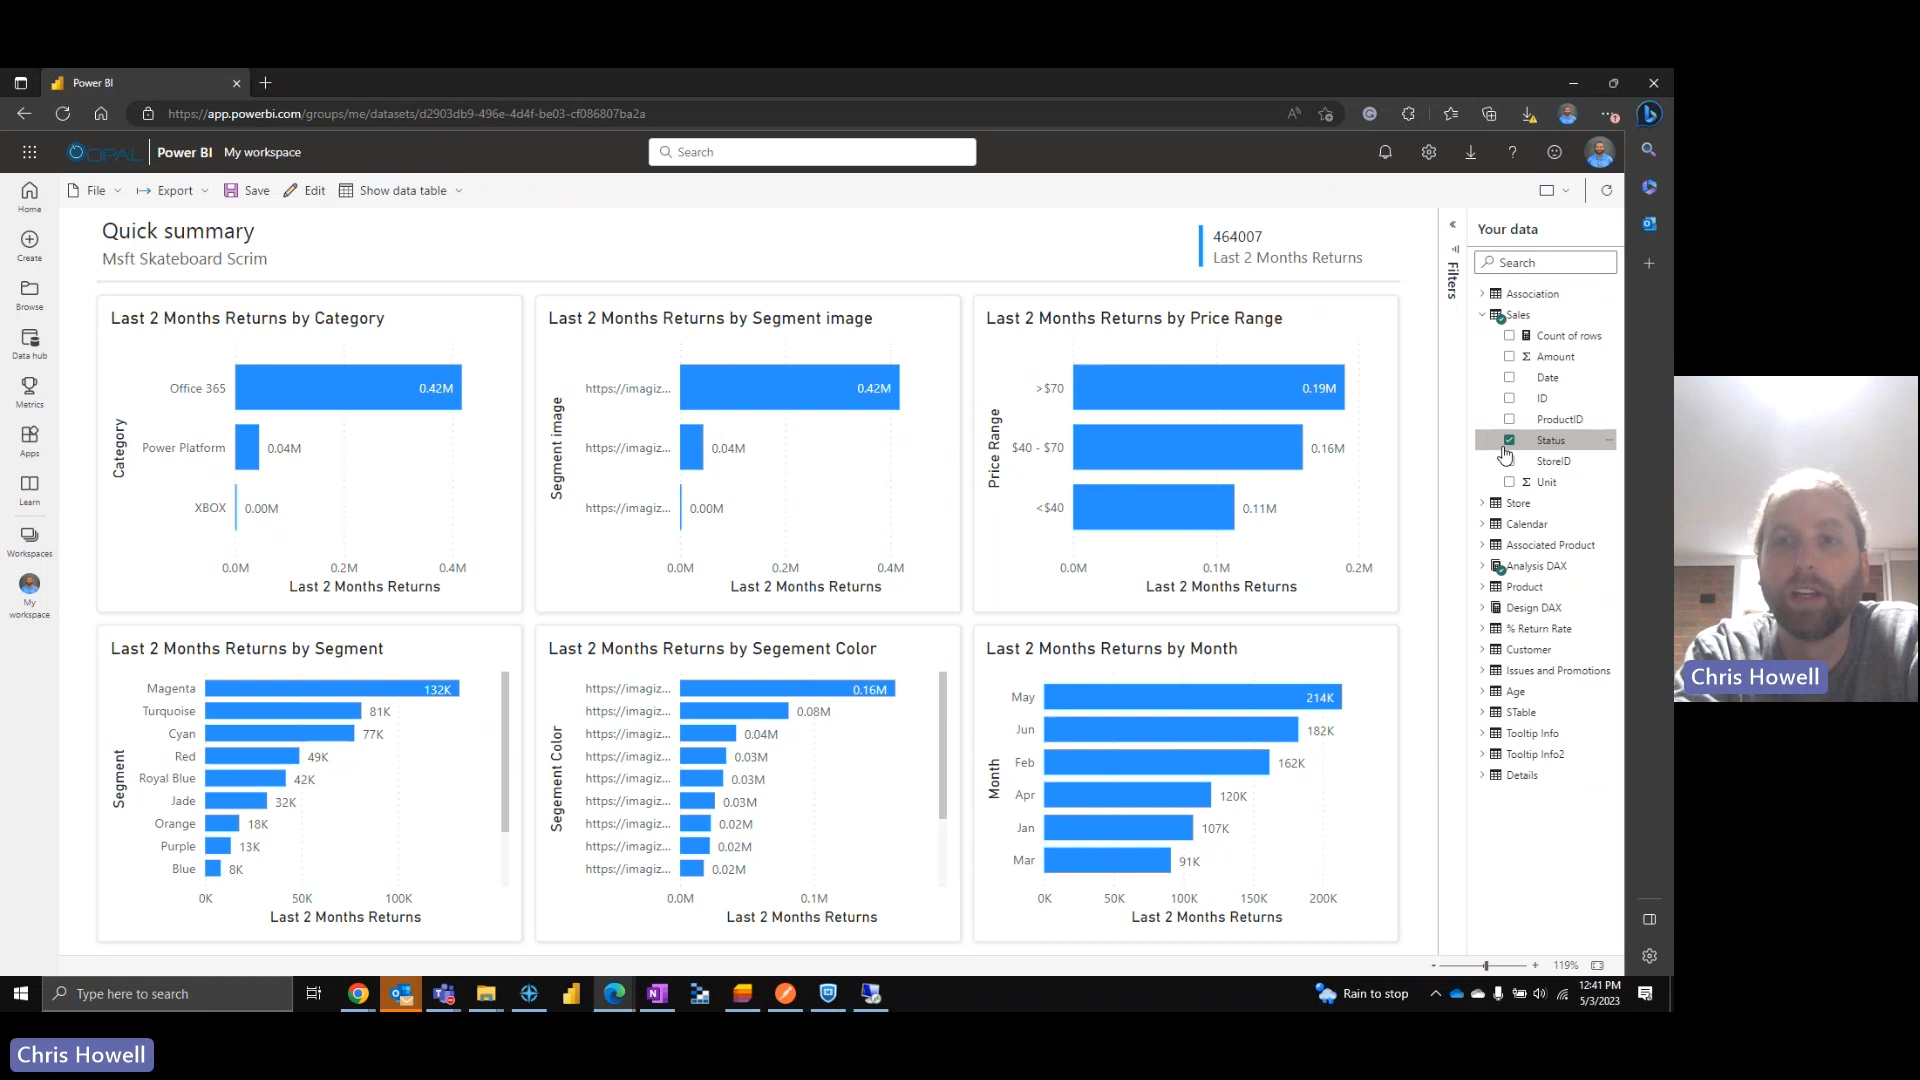 Power BI
https://app.powerbi.com/groups/me/datasets/d2903db9-496e-4d4f-be03-cf086807ba2a
OPAL
Power BI My workspace
Search
File
Export
Save
Edit
Show data table
Home
Create
Browse
Data hub
Metrics
Apps
Learn
Workspaces
My
workspace
Quick summary
Msft Skateboard Scrim
464007
Last 2 Months Returns
Last 2 Months Returns by Category
Category
Office 365 0.42M
Power Platform 0.04M
XBOX 0.00M
0.0M 0.2M 0.4M
Last 2 Months Returns
Last 2 Months Returns by Segment image
Segment image
https://imagiz... 0.42M
https://imagiz... 0.04M
https://imagiz... 0.00M
0.0M 0.2M 0.4M
Last 2 Months Returns
Last 2 Months Returns by Price Range
Price Range
>$70 0.19M
$40 - $70 0.16M
<$40 0.11M
0.0M 0.1M 0.2M
Last 2 Months Returns
Last 2 Months Returns by Segment
Segment
Magenta 132K
Turquoise 81K
Cyan 77K
Red 49K
Royal Blue 42K
Jade 32K
Orange 18K
Purple 13K
Blue 8K
0K 50K 100K
Last 2 Months Returns
Last 2 Months Returns by Segement Color
Segement Color
https://imagiz... 0.16M
https://imagiz... 0.08M
https://imagiz... 0.04M
https://imagiz... 0.03M
https://imagiz... 0.03M
https://imagiz... 0.03M
https://imagiz... 0.02M
https://imagiz... 0.02M
https://imagiz... 0.02M
0.0M 0.1M
Last 2 Months Returns
Last 2 Months Returns by Month
Month
May 214K
Jun 182K
Feb 162K
Apr 120K
Jan 107K
Mar 91K
0K 50K 100K 150K 200K
Last 2 Months Returns
Filters
Your data
Search
Association
Sales
Count of rows
Amount
Date
ID
ProductID
Status
StoreID
Unit
Store
Calendar
Associated Product
Analysis DAX
Product
Design DAX
% Return Rate
Customer
Issues and Promotions
Age
STable
Tooltip Info
Tooltip Info2
Details
119%
Type here to search
Rain to stop
12:41 PM
5/3/2023
Chris Howell
Chris Howell